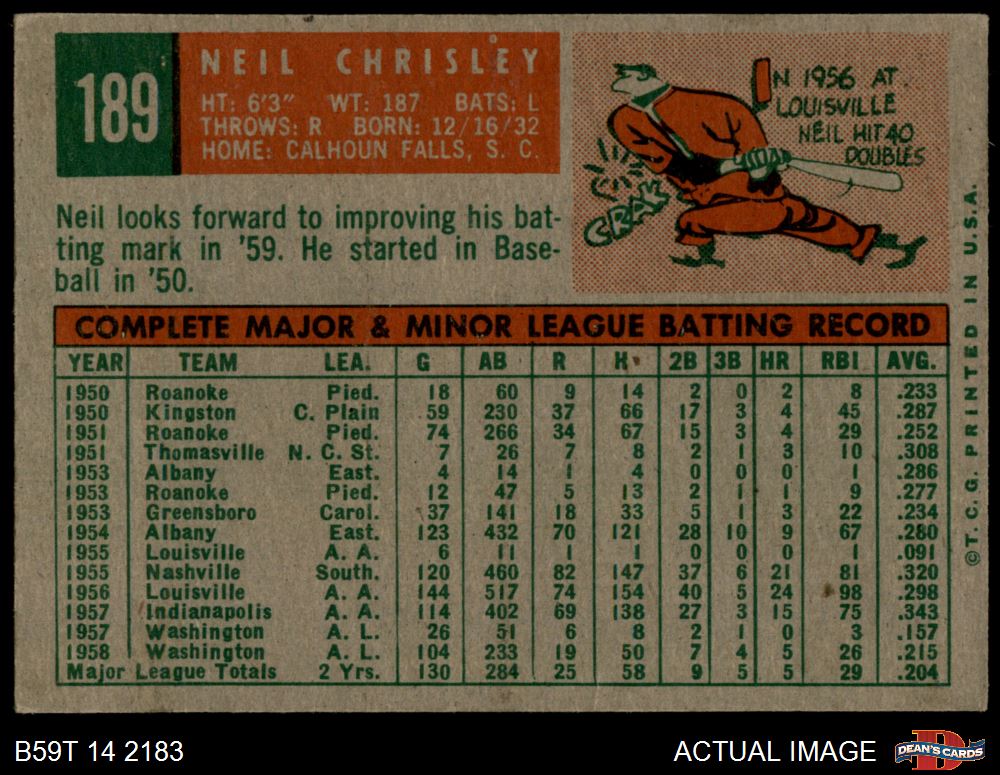 189
NEIL CHRISLEY
HT: 6'3" WT: 187 BATS: L
THROWS: R BORN: 12/16/32
HOME: CALHOUN FALLS, S. C.
IN 1956 AT
LOUISVILLE
NEIL HIT 40
DOUBLES
CRAK
Neil looks forward to improving his bat-
ting mark in '59. He started in Base-
ball in '50.
COMPLETE MAJOR & MINOR LEAGUE BATTING RECORD
YEAR TEAM LEA. G AB R H 2B 3B HR RBI AVG.
1950 Roanoke Pied. 18 60 9 14 2 0 2 8 .233
1950 Kingston C. Plain 59 230 37 66 17 3 4 45 .287
1951 Roanoke Pied. 74 266 34 67 15 3 4 29 .252
1951 Thomasville N. C. St. 7 26 7 8 2 1 3 10 .308
1953 Albany East. 4 14 1 4 0 0 0 1 .286
1953 Roanoke Pied. 12 47 5 13 2 1 1 9 .277
1953 Greensboro Carol. 37 141 18 33 5 1 3 22 .234
1954 Albany East. 123 432 70 121 28 10 9 67 .280
1955 Louisville A. A. 6 11 1 1 0 0 0 1 .091
1955 Nashville South. 120 460 82 147 37 6 21 81 .320
1956 Louisville A. A. 144 517 74 154 40 5 24 98 .298
1957 Indianapolis A. A. 114 402 69 138 27 3 15 75 .343
1957 Washington A. L. 26 51 6 8 2 1 0 3 .157
1958 Washington A. L. 104 233 19 50 7 4 5 26 .215
Major League Totals 2 Yrs. 130 284 25 58 9 5 5 29 .204
©T. C. G. PRINTED IN U.S.A.
B59T 14 2183
ACTUAL IMAGE
D
DEAN'S CARDS